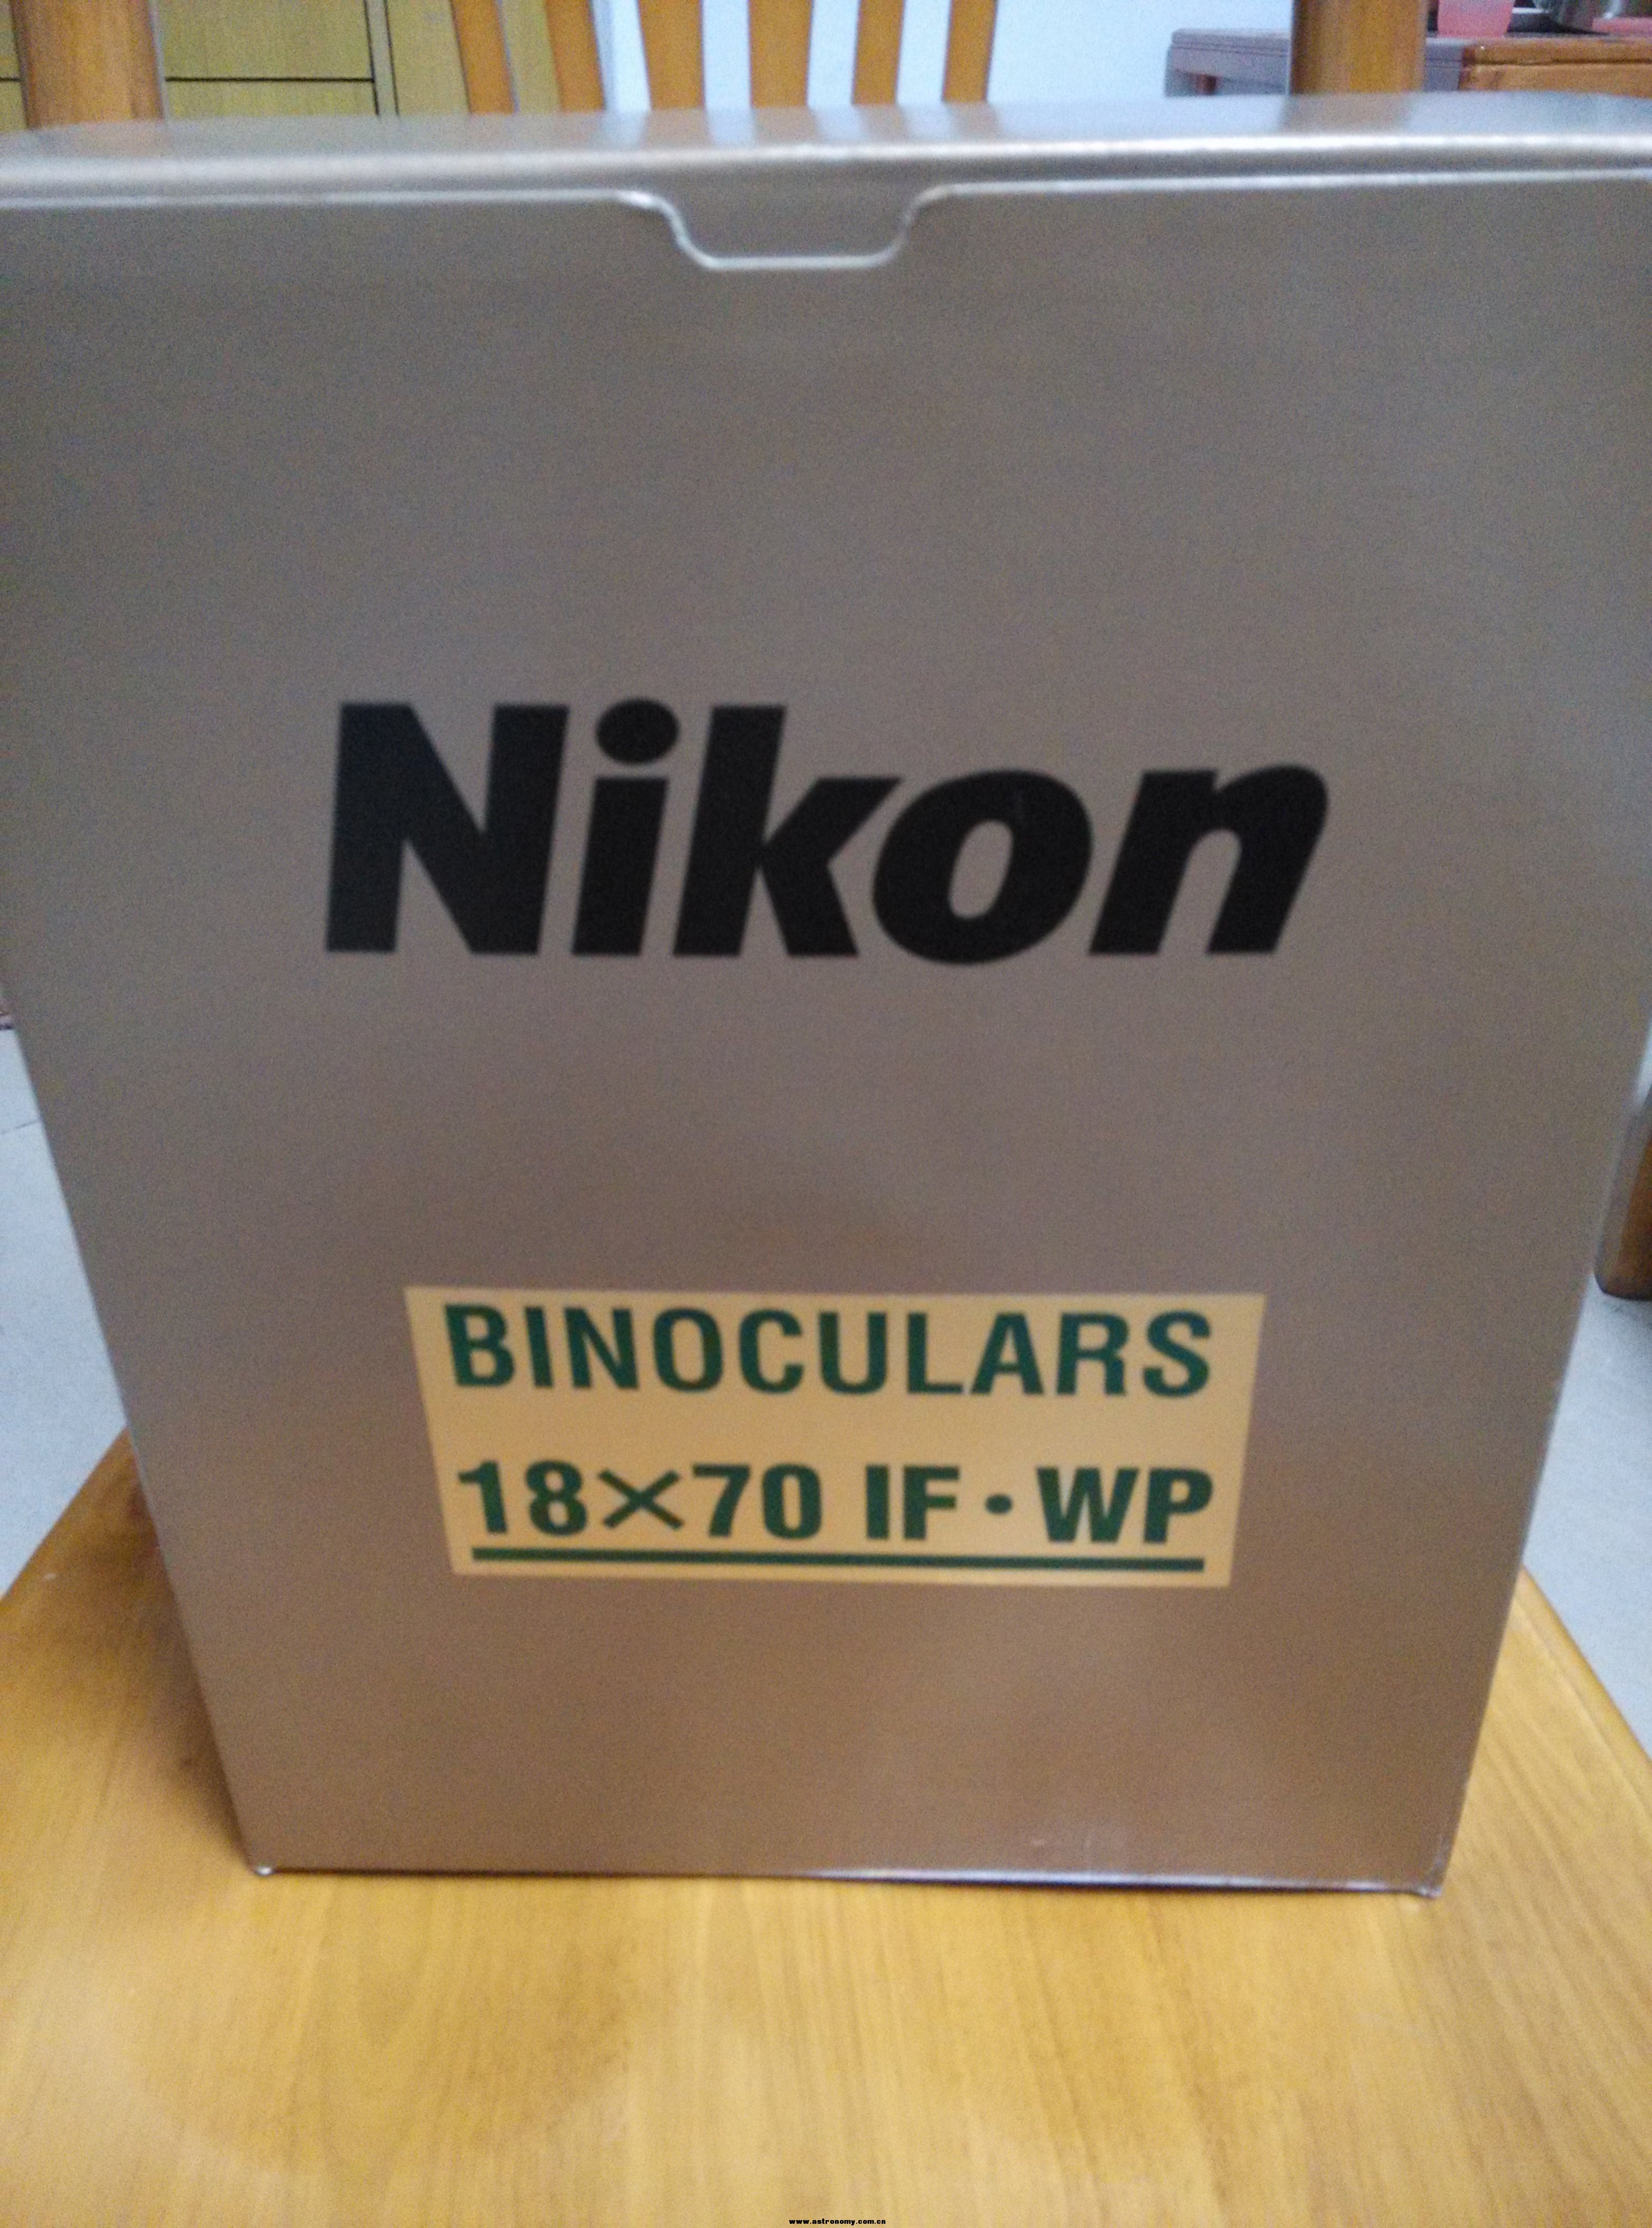 Nikon
BINOCULARS
18×70 IF·WP
www.astronomy.com.cn